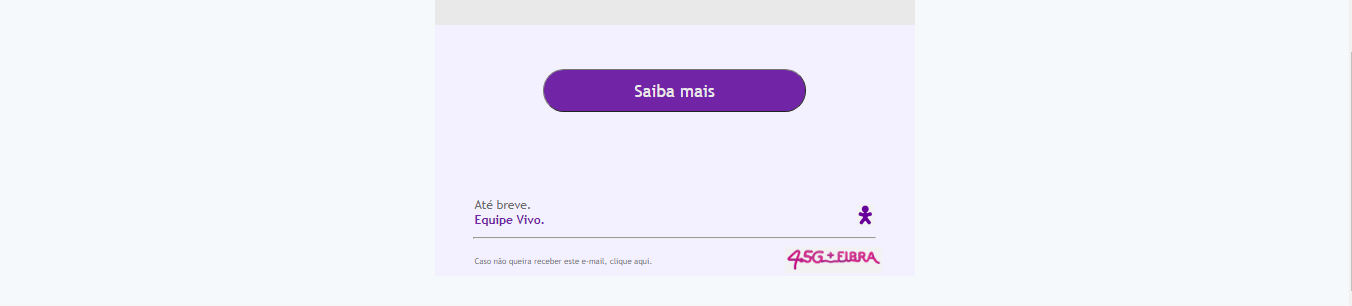 Saiba mais
Até breve.
Equipe Vivo.
Caso não queira receber este e-mail, clique aqui.
4.5G + FIBRA